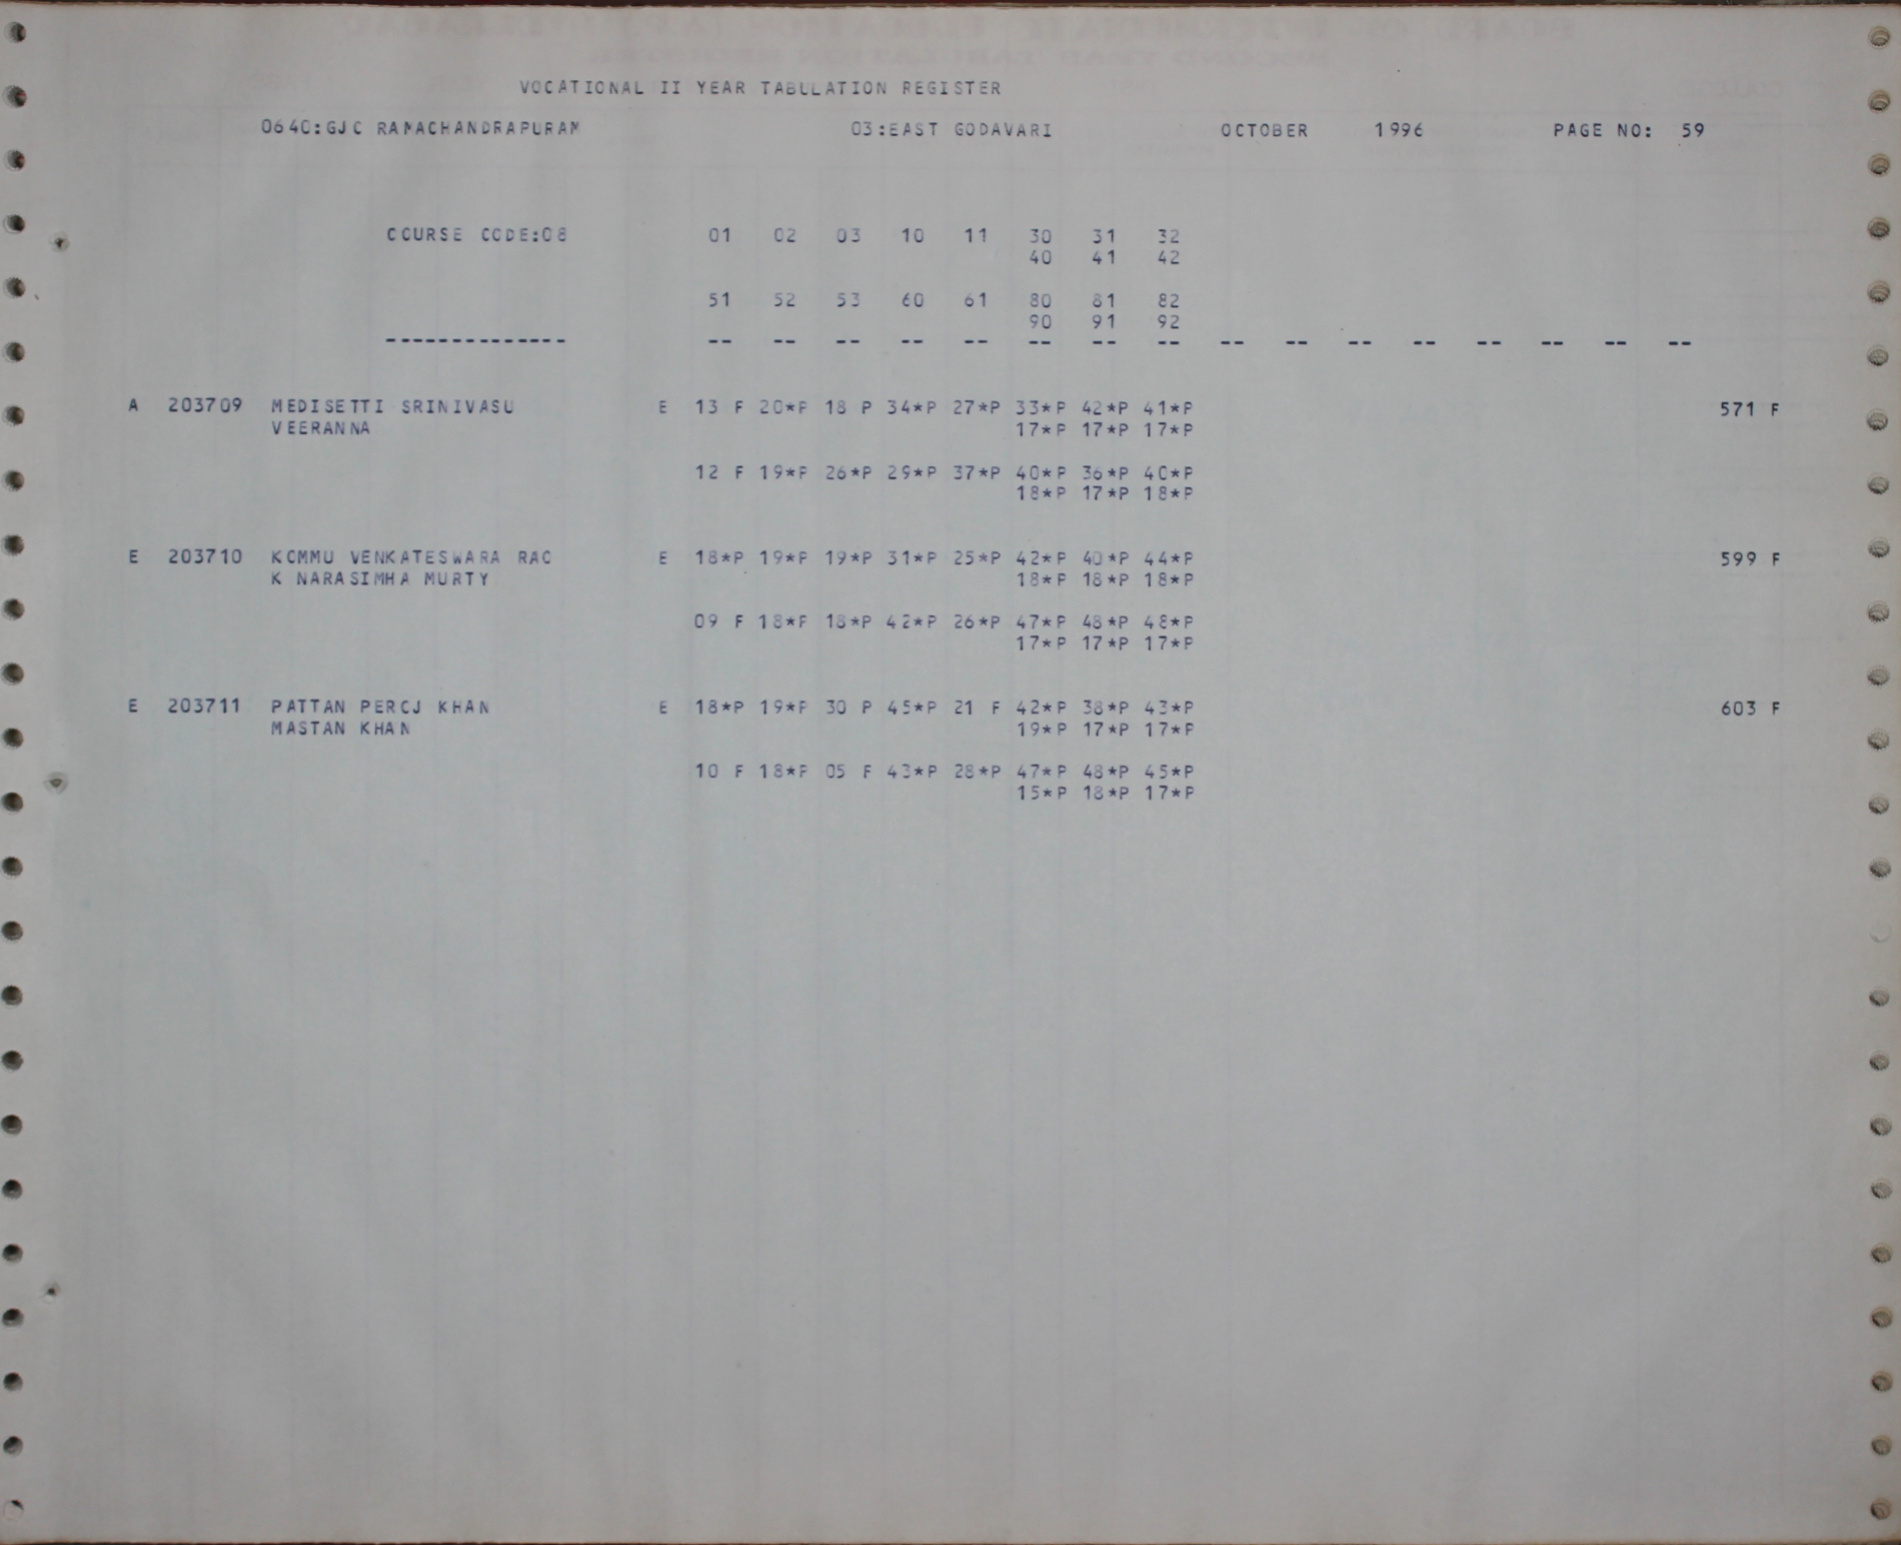 VOCATIONAL II YEAR TABULATION REGISTER
0640:GJC RAMACHANDRAPURAM 03:EAST GODAVARI OCTOBER 1996 PAGE NO: 59
COURSE CODE:08 01 02 03 10 11 30 31 32
40 41 42
51 52 53 60 61 80 81 82
90 91 92
-------------- -- -- -- -- -- -- -- -- -- -- -- -- -- -- -- --
A 203709 MEDISETTI SRINIVASU E 13 F 20*P 18 P 34*P 27*P 33*P 42*P 41*P 571 F
VEERANNA 17*P 17*P 17*P
12 F 19*P 26*P 29*P 37*P 40*P 36*P 40*P
18*P 17*P 18*P
E 203710 KOMMU VENKATESWARA RAO E 18*P 19*P 19*P 31*P 25*P 42*P 40*P 44*P 599 F
K NARASIMHA MURTY 18*P 18*P 18*P
09 F 18*P 18*P 42*P 26*P 47*P 48*P 48*P
17*P 17*P 17*P
E 203711 PATTAN PEROJ KHAN E 18*P 19*P 30 P 45*P 21 F 42*P 38*P 43*P 603 F
MASTAN KHAN 19*P 17*P 17*P
10 F 18*P 05 F 43*P 28*P 47*P 48*P 45*P
15*P 18*P 17*P